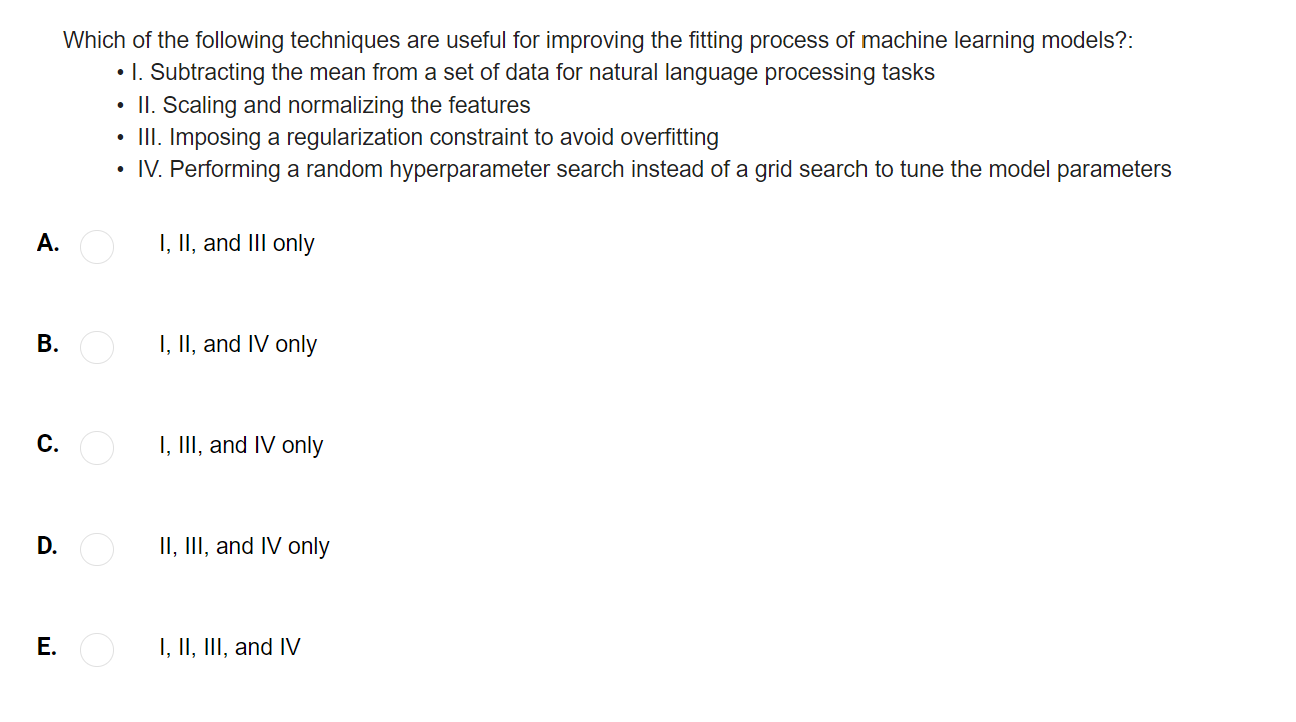 Which of the following techniques are useful for improving the fitting process of machine learning models?:
• I. Subtracting the mean from a set of data for natural language processing tasks
• II. Scaling and normalizing the features
• III. Imposing a regularization constraint to avoid overfitting
• IV. Performing a random hyperparameter search instead of a grid search to tune the model parameters
A. I, II, and III only
B. I, II, and IV only
C. I, III, and IV only
D. II, III, and IV only
E. I, II, III, and IV